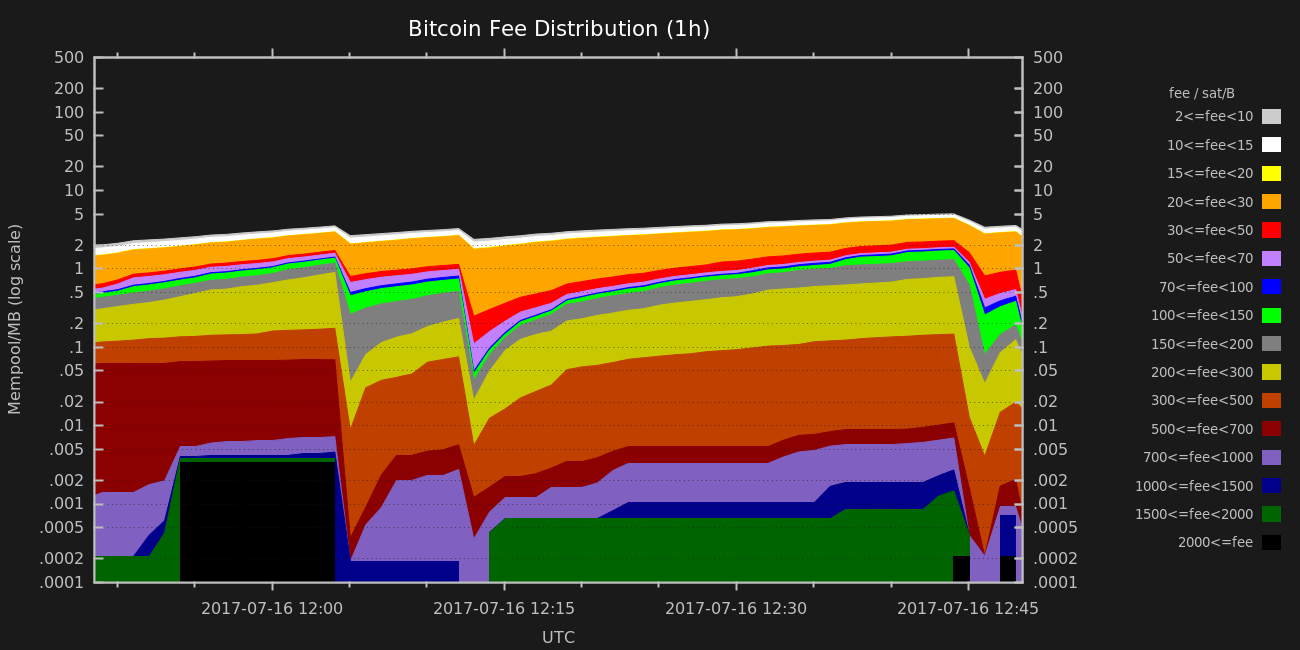 Bitcoin Fee Distribution (1h)
500
200
100
50
20
10
5
2
1
.5
.2
.1
.05
.02
.01
.005
.002
.001
.0005
.0002
.0001
Mempool/MB (log scale)
500
200
100
50
20
10
5
2
1
.5
.2
.1
.05
.02
.01
.005
.002
.001
.0005
.0002
.0001
2017-07-16 12:00
2017-07-16 12:15
2017-07-16 12:30
2017-07-16 12:45
UTC
fee / sat/B
2<=fee<10
10<=fee<15
15<=fee<20
20<=fee<30
30<=fee<50
50<=fee<70
70<=fee<100
100<=fee<150
150<=fee<200
200<=fee<300
300<=fee<500
500<=fee<700
700<=fee<1000
1000<=fee<1500
1500<=fee<2000
2000<=fee